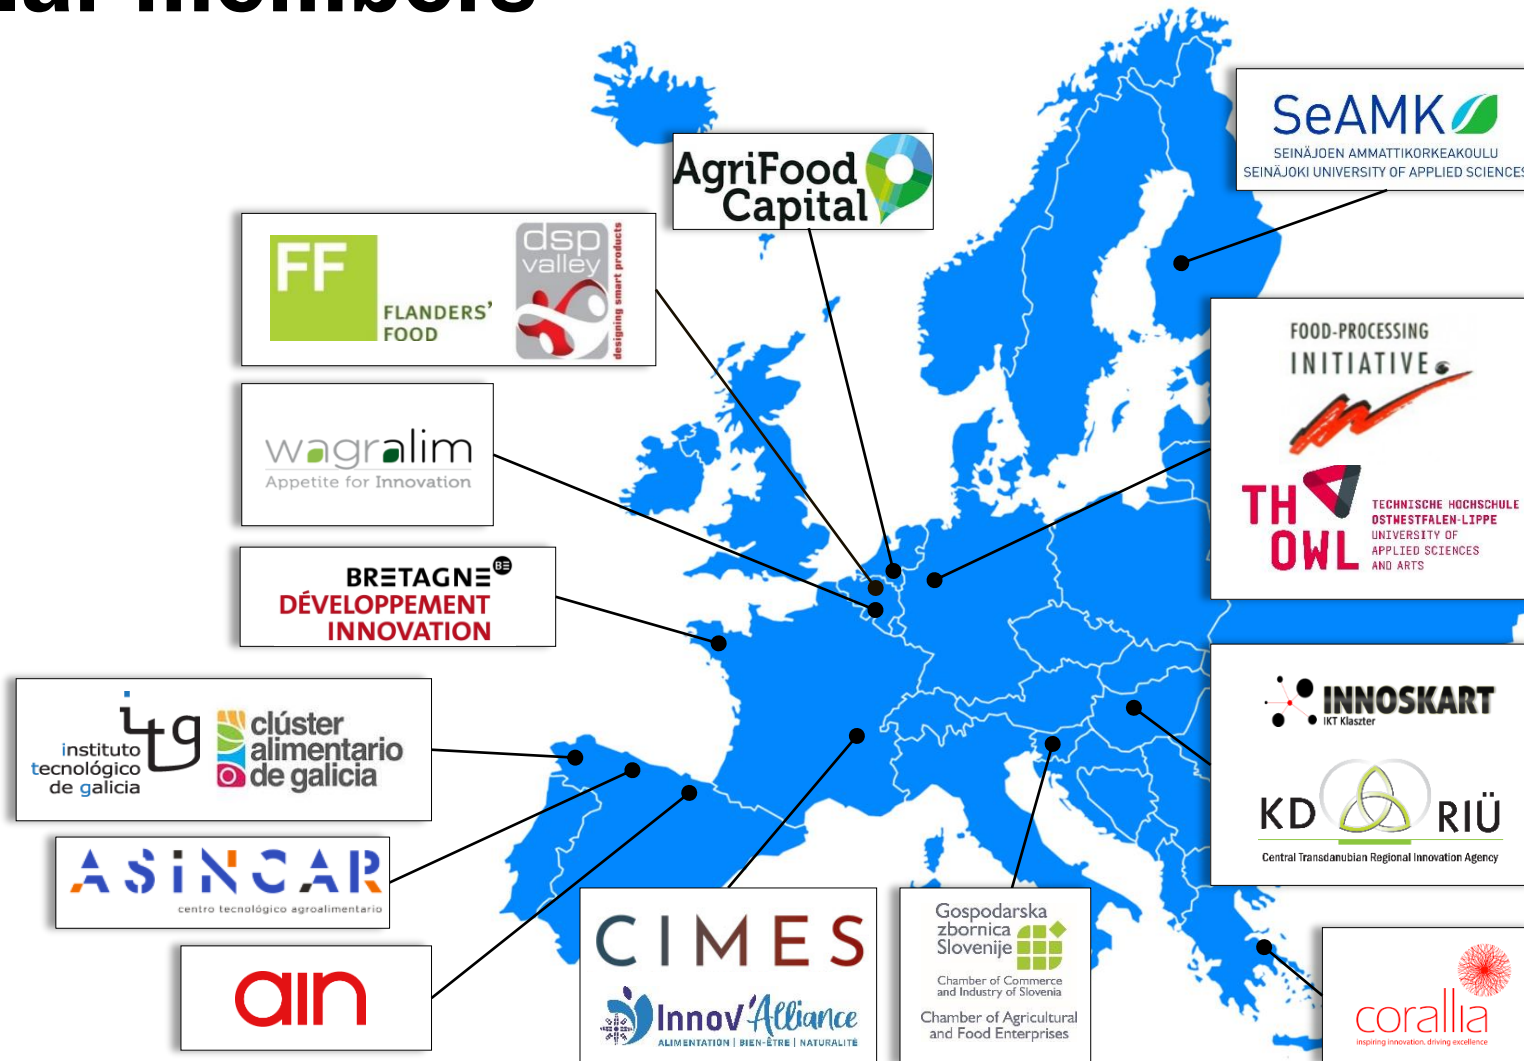 members
SeAMK
SEINÄJOEN AMMATTIKORKEAKOULU
SEINÄJOKI UNIVERSITY OF APPLIED SCIENCES
AgriFood
Capital
FF
FLANDERS'
FOOD
dsp
valley
designing smart products
FOOD-PROCESSING
INITIATIVE
wagralim
Appetite for Innovation
TH
OWL
TECHNISCHE HOCHSCHULE
OSTWESTFALEN-LIPPE
UNIVERSITY OF
APPLIED SCIENCES
AND ARTS
BRETAGNE BE
DÉVELOPPEMENT
INNOVATION
itg
instituto
tecnológico
de galicia
clúster
alimentario
de galicia
INNOSKART
IKT Klaszter
KD RIÜ
Central Transdanubian Regional Innovation Agency
ASINCAR
centro tecnológico agroalimentario
ain
CIMES
Innov'Alliance
ALIMENTATION | BIEN-ÊTRE | NATURALITÉ
Gospodarska
zbornica
Slovenije
Chamber of Commerce
and Industry of Slovenia
Chamber of Agricultural
and Food Enterprises
corallia
inspiring innovation. driving excellence